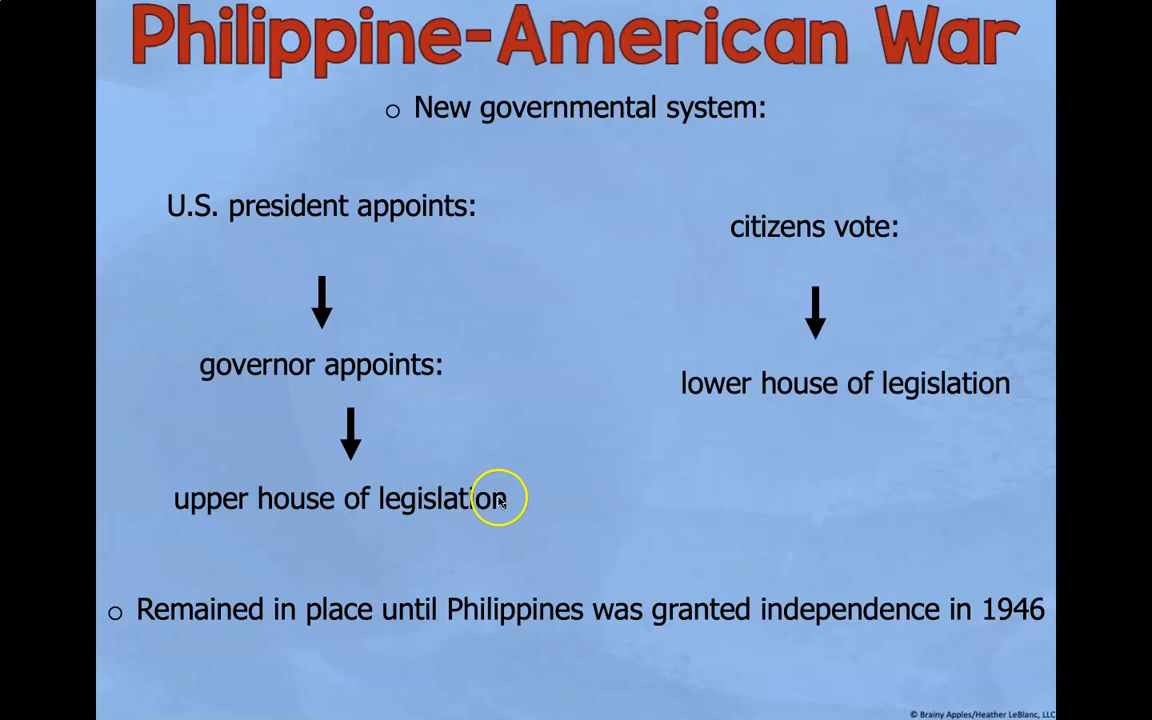 Philippine-American War
o New governmental system:
U.S. president appoints:
citizens vote:
governor appoints:
lower house of legislation
upper house of legislation
o Remained in place until Philippines was granted independence in 1946
© Brainy Apples/Heather LeBlanc, LLC